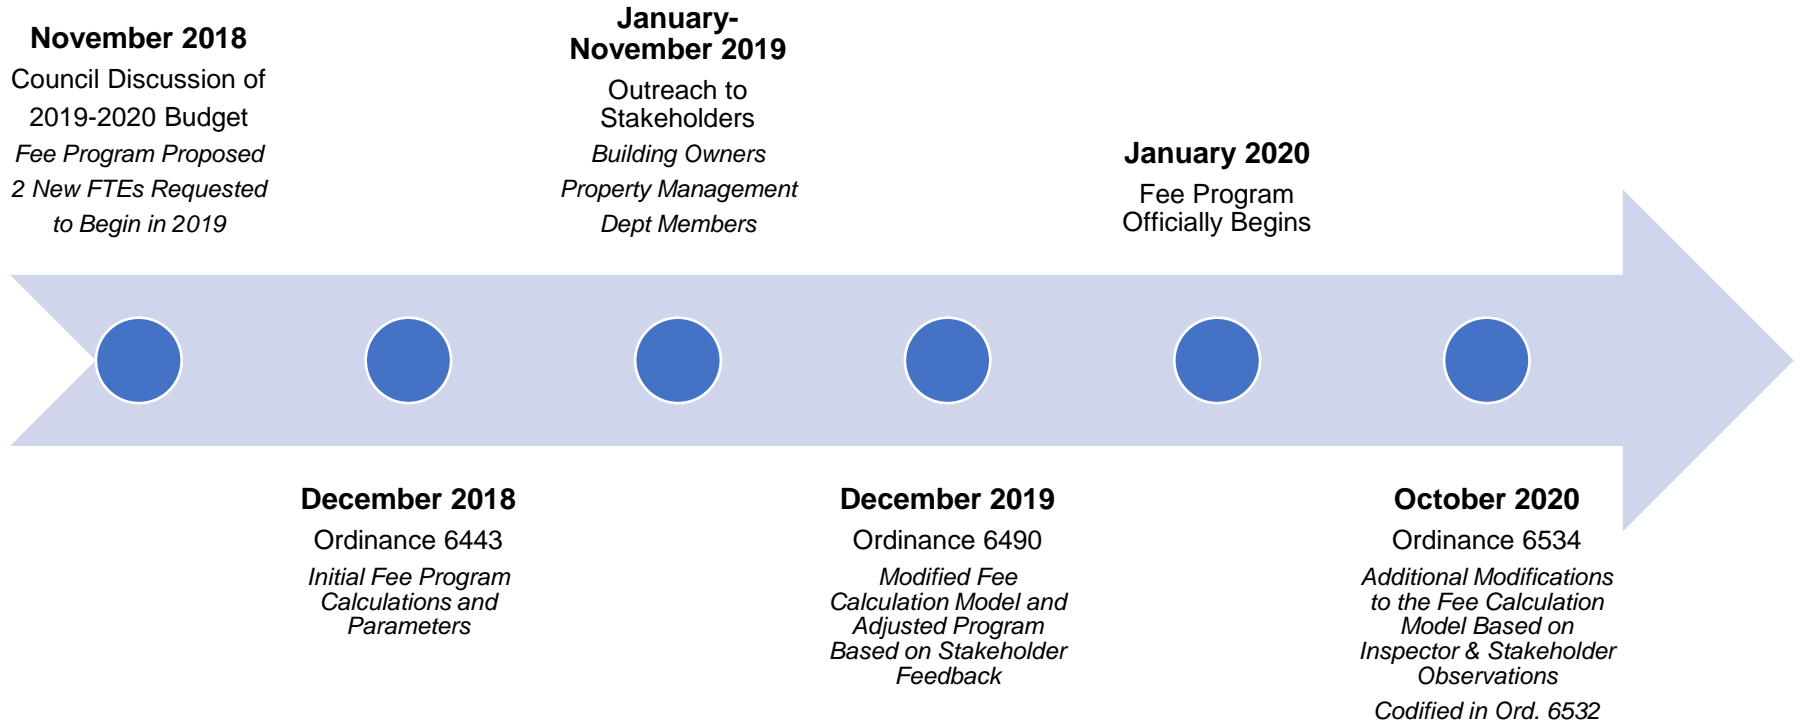 November 2018
Council Discussion of
2019-2020 Budget
Fee Program Proposed
2 New FTEs Requested
to Begin in 2019
December 2018
Ordinance 6443
Initial Fee Program
Calculations and
Parameters
January-
November 2019
Outreach to
Stakeholders
Building Owners
Property Management
Dept Members
December 2019
Ordinance 6490
Modified Fee
Calculation Model and
Adjusted Program
Based on Stakeholder
Feedback
January 2020
Fee Program
Officially Begins
October 2020
Ordinance 6534
Additional Modifications
to the Fee Calculation
Model Based on
Inspector & Stakeholder
Observations
Codified in Ord. 6532